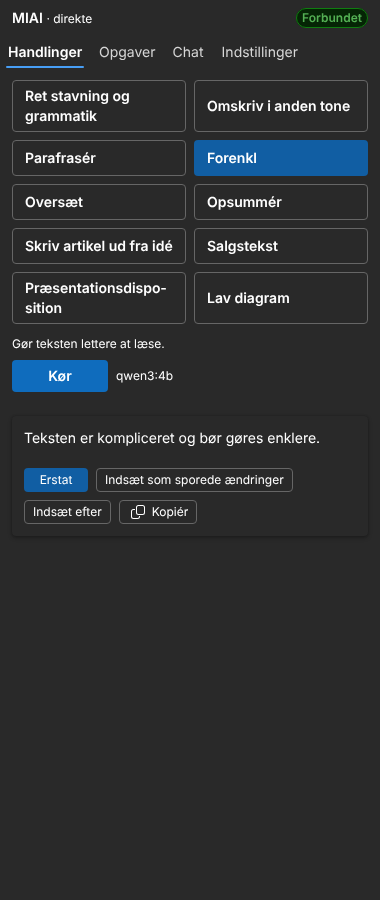 MIAI · direkte
Forbundet
Handlinger
Opgaver
Chat
Indstillinger
Ret stavning og
grammatik
Omskriv i anden tone
Parafrasér
Forenkl
Oversæt
Opsummér
Skriv artikel ud fra idé
Salgstekst
Præsentationsdispo-
sition
Lav diagram
Gør teksten lettere at læse.
Kør
qwen3:4b
Teksten er kompliceret og bør gøres enklere.
Erstat
Indsæt som sporede ændringer
Indsæt efter
Kopiér